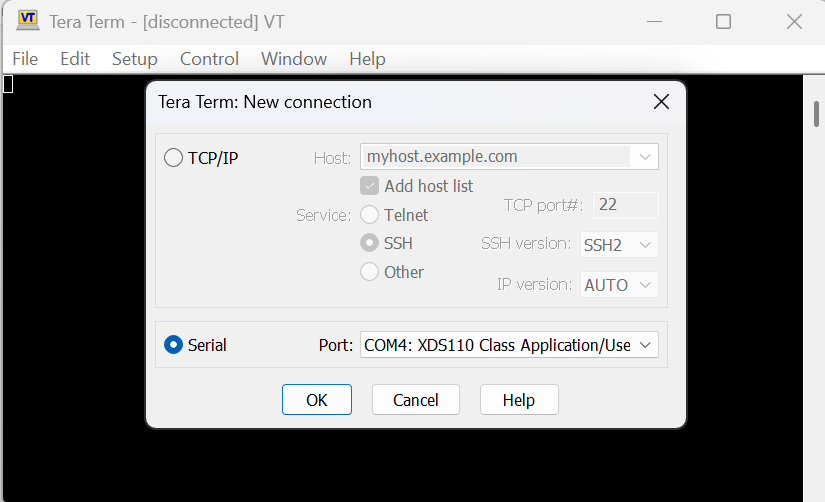 VT Tera Term - [disconnected] VT
File Edit Setup Control Window Help
Tera Term: New connection
TCP/IP Host: myhost.example.com
Add host list
Service: Telnet TCP port#: 22
SSH SSH version: SSH2
Other IP version: AUTO
Serial Port: COM4: XDS110 Class Application/Use
OK Cancel Help